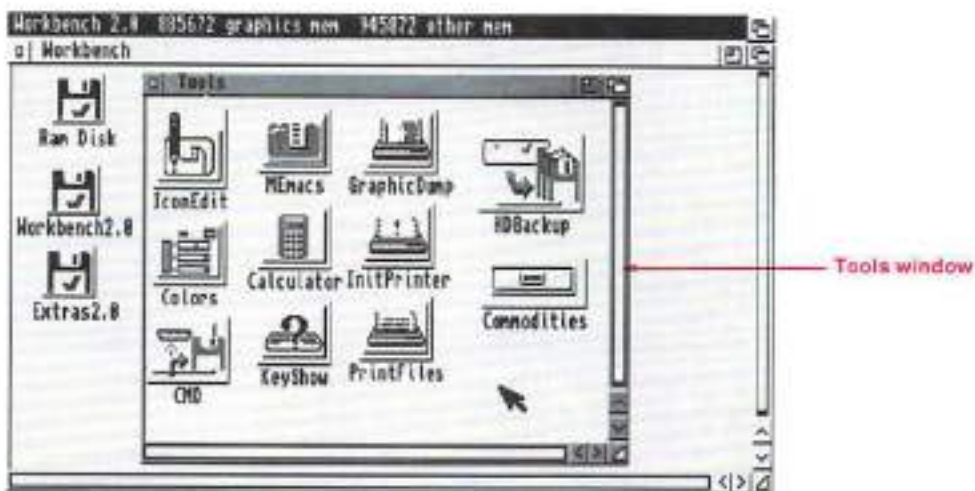 Workbench 2.0 885672 graphics mem 945872 other mem
Workbench
Tools
Ram Disk
Workbench2.0
Extras2.0
IconEdit
MEmacs
GraphicDump
HDBackup
Colors
Calculator
InitPrinter
Commodities
CMD
KeyShow
PrintFiles
Tools window